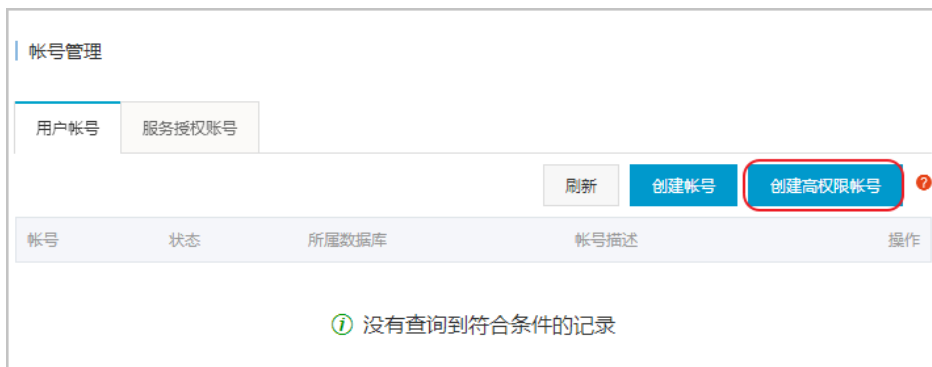 帐号管理
用户帐号 服务授权账号
刷新 创建帐号 创建高权限帐号 ?
帐号 状态 所属数据库 帐号描述 操作
没有查询到符合条件的记录